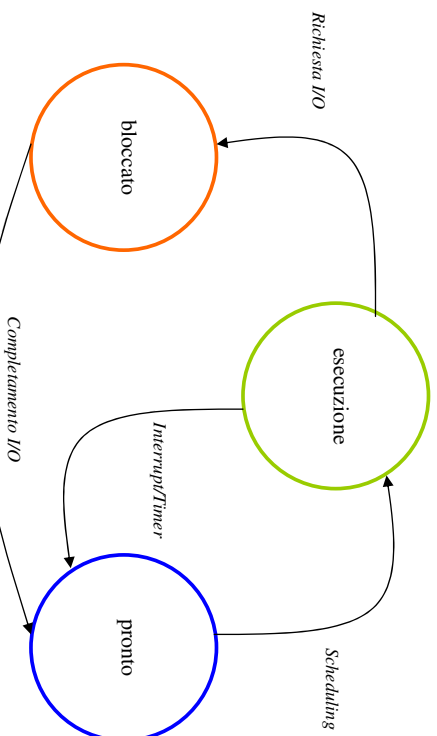 esecuzione
Richiesta I/O
Scheduling
Interrupt/Timer
bloccato
pronto
Completamento I/O